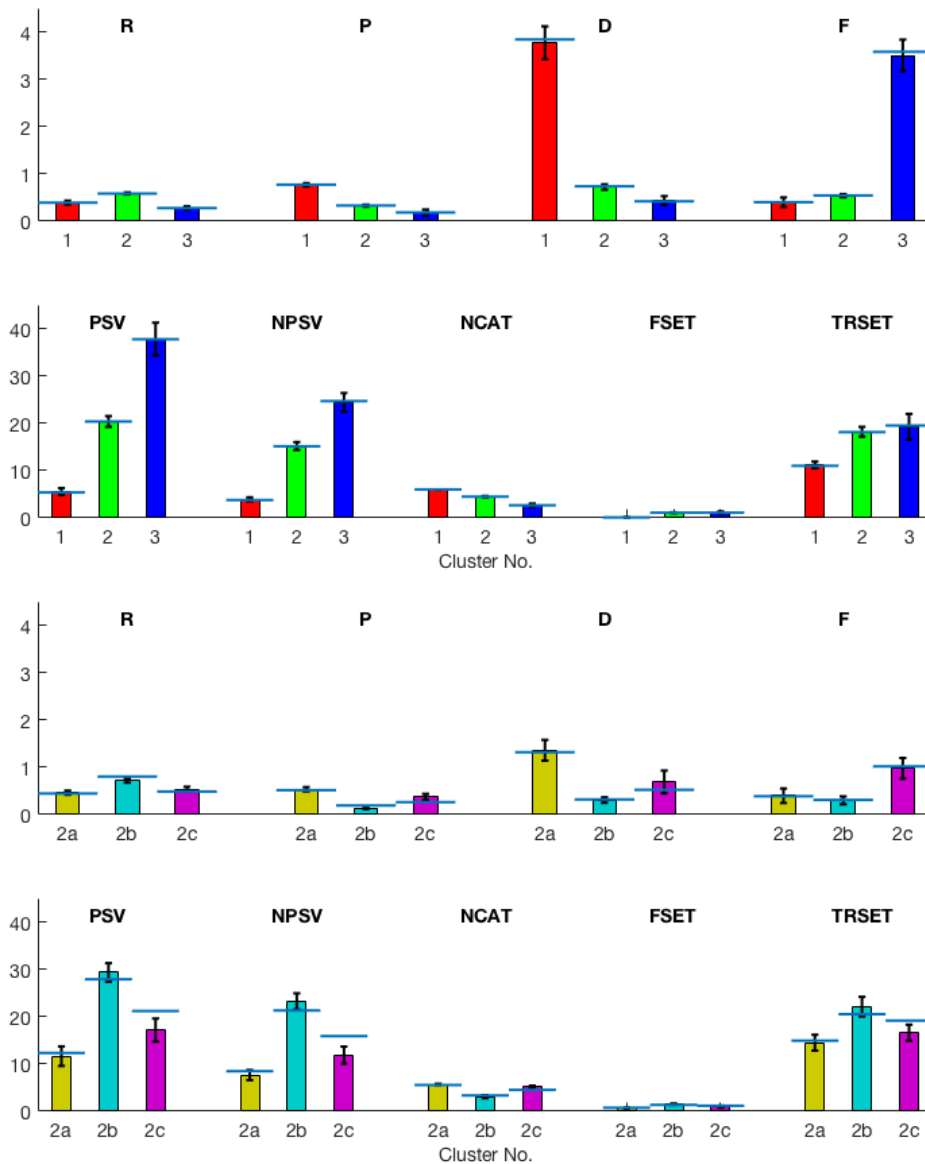 R P D F
4
3
2
1
0
1 2 3 1 2 3 1 2 3 1 2 3
PSV NPSV NCAT FSET TRSET
40
30
20
10
0
1 2 3 1 2 3 1 2 3 1 2 3 1 2 3
Cluster No.
R P D F
4
3
2
1
0
2a 2b 2c 2a 2b 2c 2a 2b 2c 2a 2b 2c
PSV NPSV NCAT FSET TRSET
40
30
20
10
0
2a 2b 2c 2a 2b 2c 2a 2b 2c 2a 2b 2c 2a 2b 2c
Cluster No.